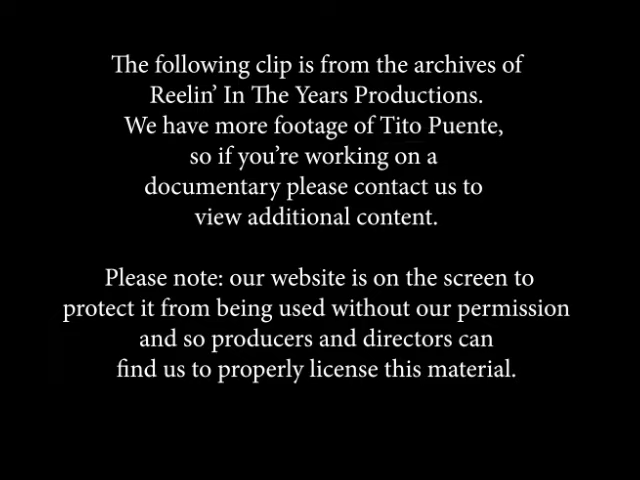 The following clip is from the archives of
Reelin’ In The Years Productions.
We have more footage of Tito Puente,
so if you’re working on a
documentary please contact us to
view additional content.
Please note: our website is on the screen to
protect it from being used without our permission
and so producers and directors can
find us to properly license this material.